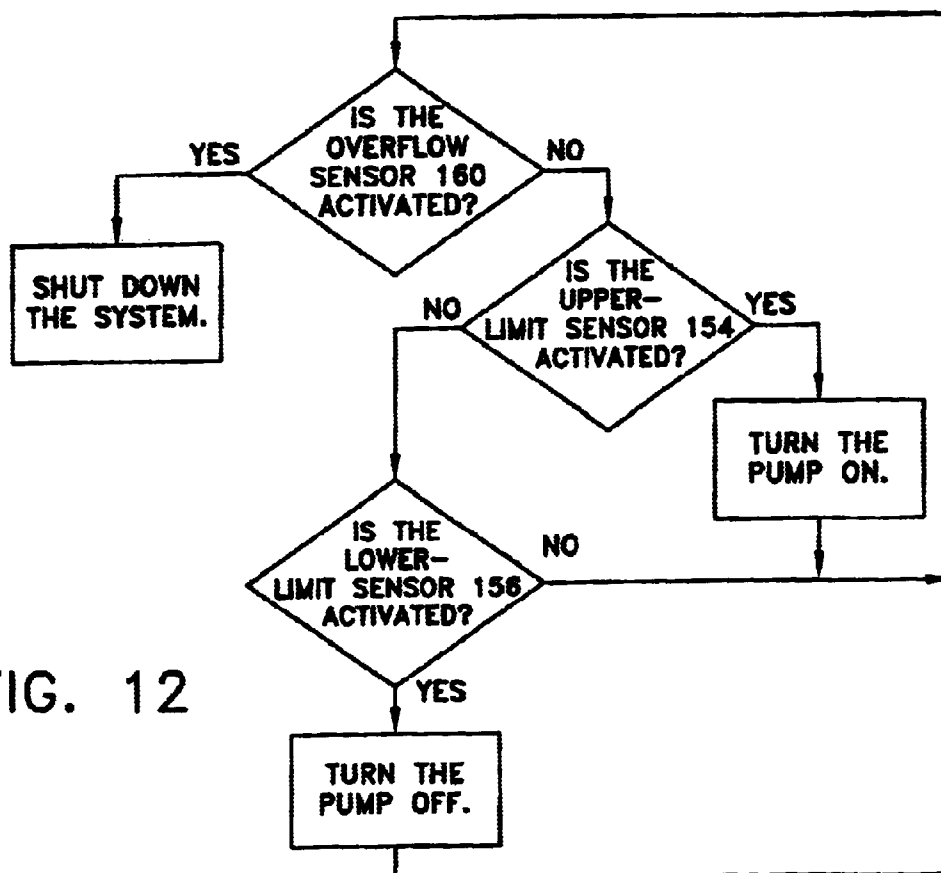 IS THE
OVERFLOW
SENSOR 160
ACTIVATED?
YES
NO
SHUT DOWN
THE SYSTEM.
IS THE
UPPER-
LIMIT SENSOR 154
ACTIVATED?
NO
YES
TURN THE
PUMP ON.
IS THE
LOWER-
LIMIT SENSOR 156
ACTIVATED?
NO
YES
TURN THE
PUMP OFF.
FIG. 12